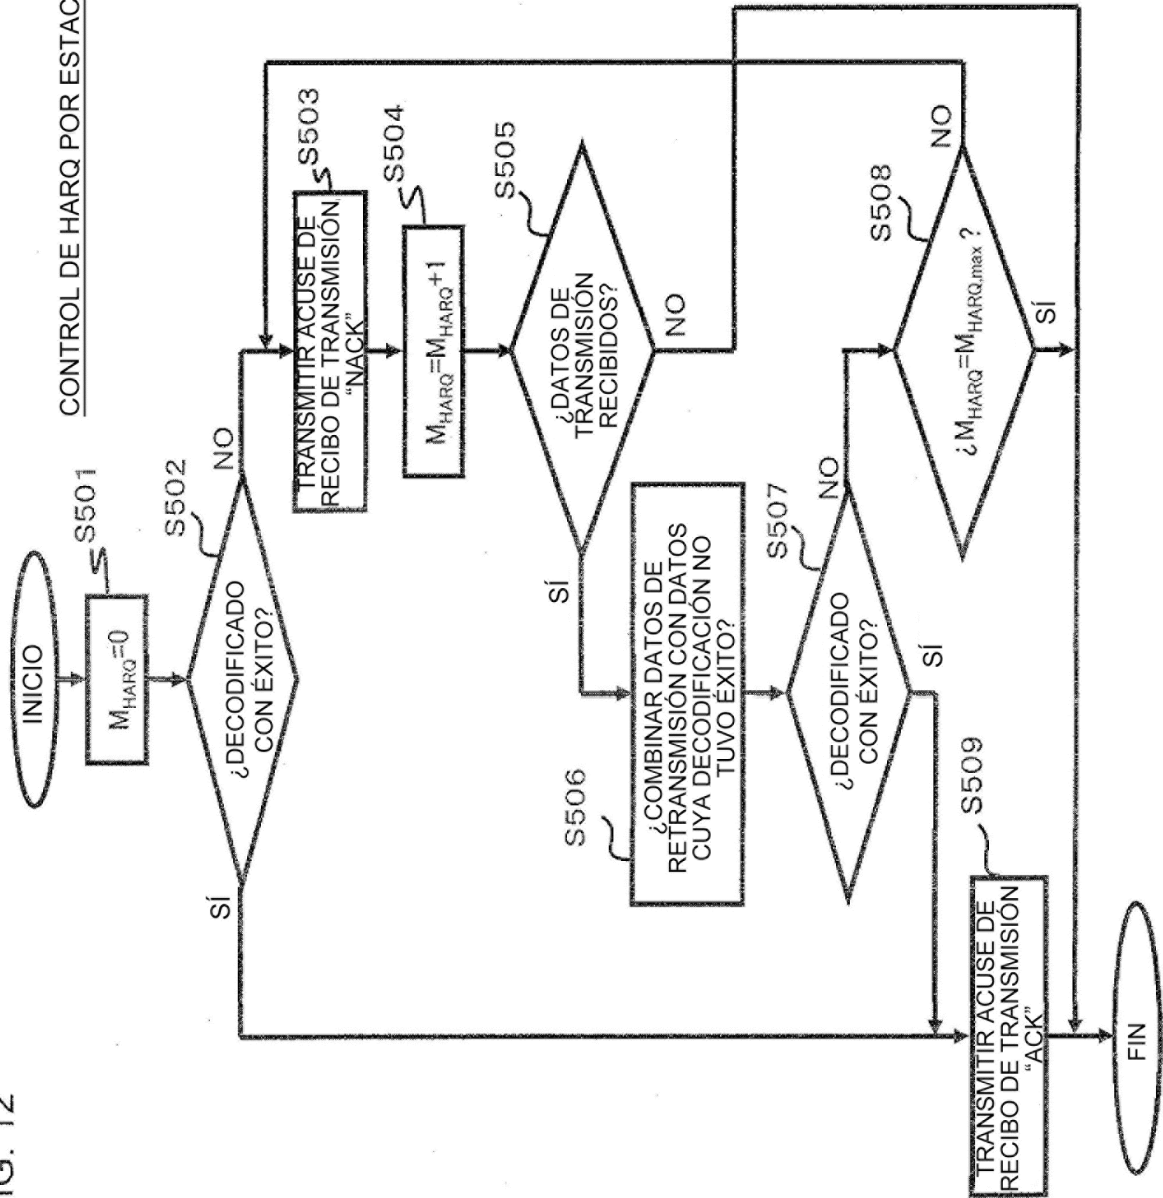 IG. 12
CONTROL DE HARQ POR ESTAC
INICIO
S501
M_HARQ=0
S502
¿DECODIFICADO
CON ÉXITO?
NO
SÍ
S503
TRANSMITIR ACUSE DE
RECIBO DE TRANSMISIÓN
“NACK”
S504
M_HARQ=M_HARQ+1
S505
¿DATOS DE
TRANSMISIÓN
RECIBIDOS?
NO
SÍ
S506
¿COMBINAR DATOS DE
RETRANSMISIÓN CON DATOS
CUYA DECODIFICACIÓN NO
TUVO ÉXITO?
S507
¿DECODIFICADO
CON ÉXITO?
NO
SÍ
S508
¿M_HARQ=M_HARQ,max?
NO
SÍ
S509
TRANSMITIR ACUSE DE
RECIBO DE TRANSMISIÓN
“ACK”
FIN